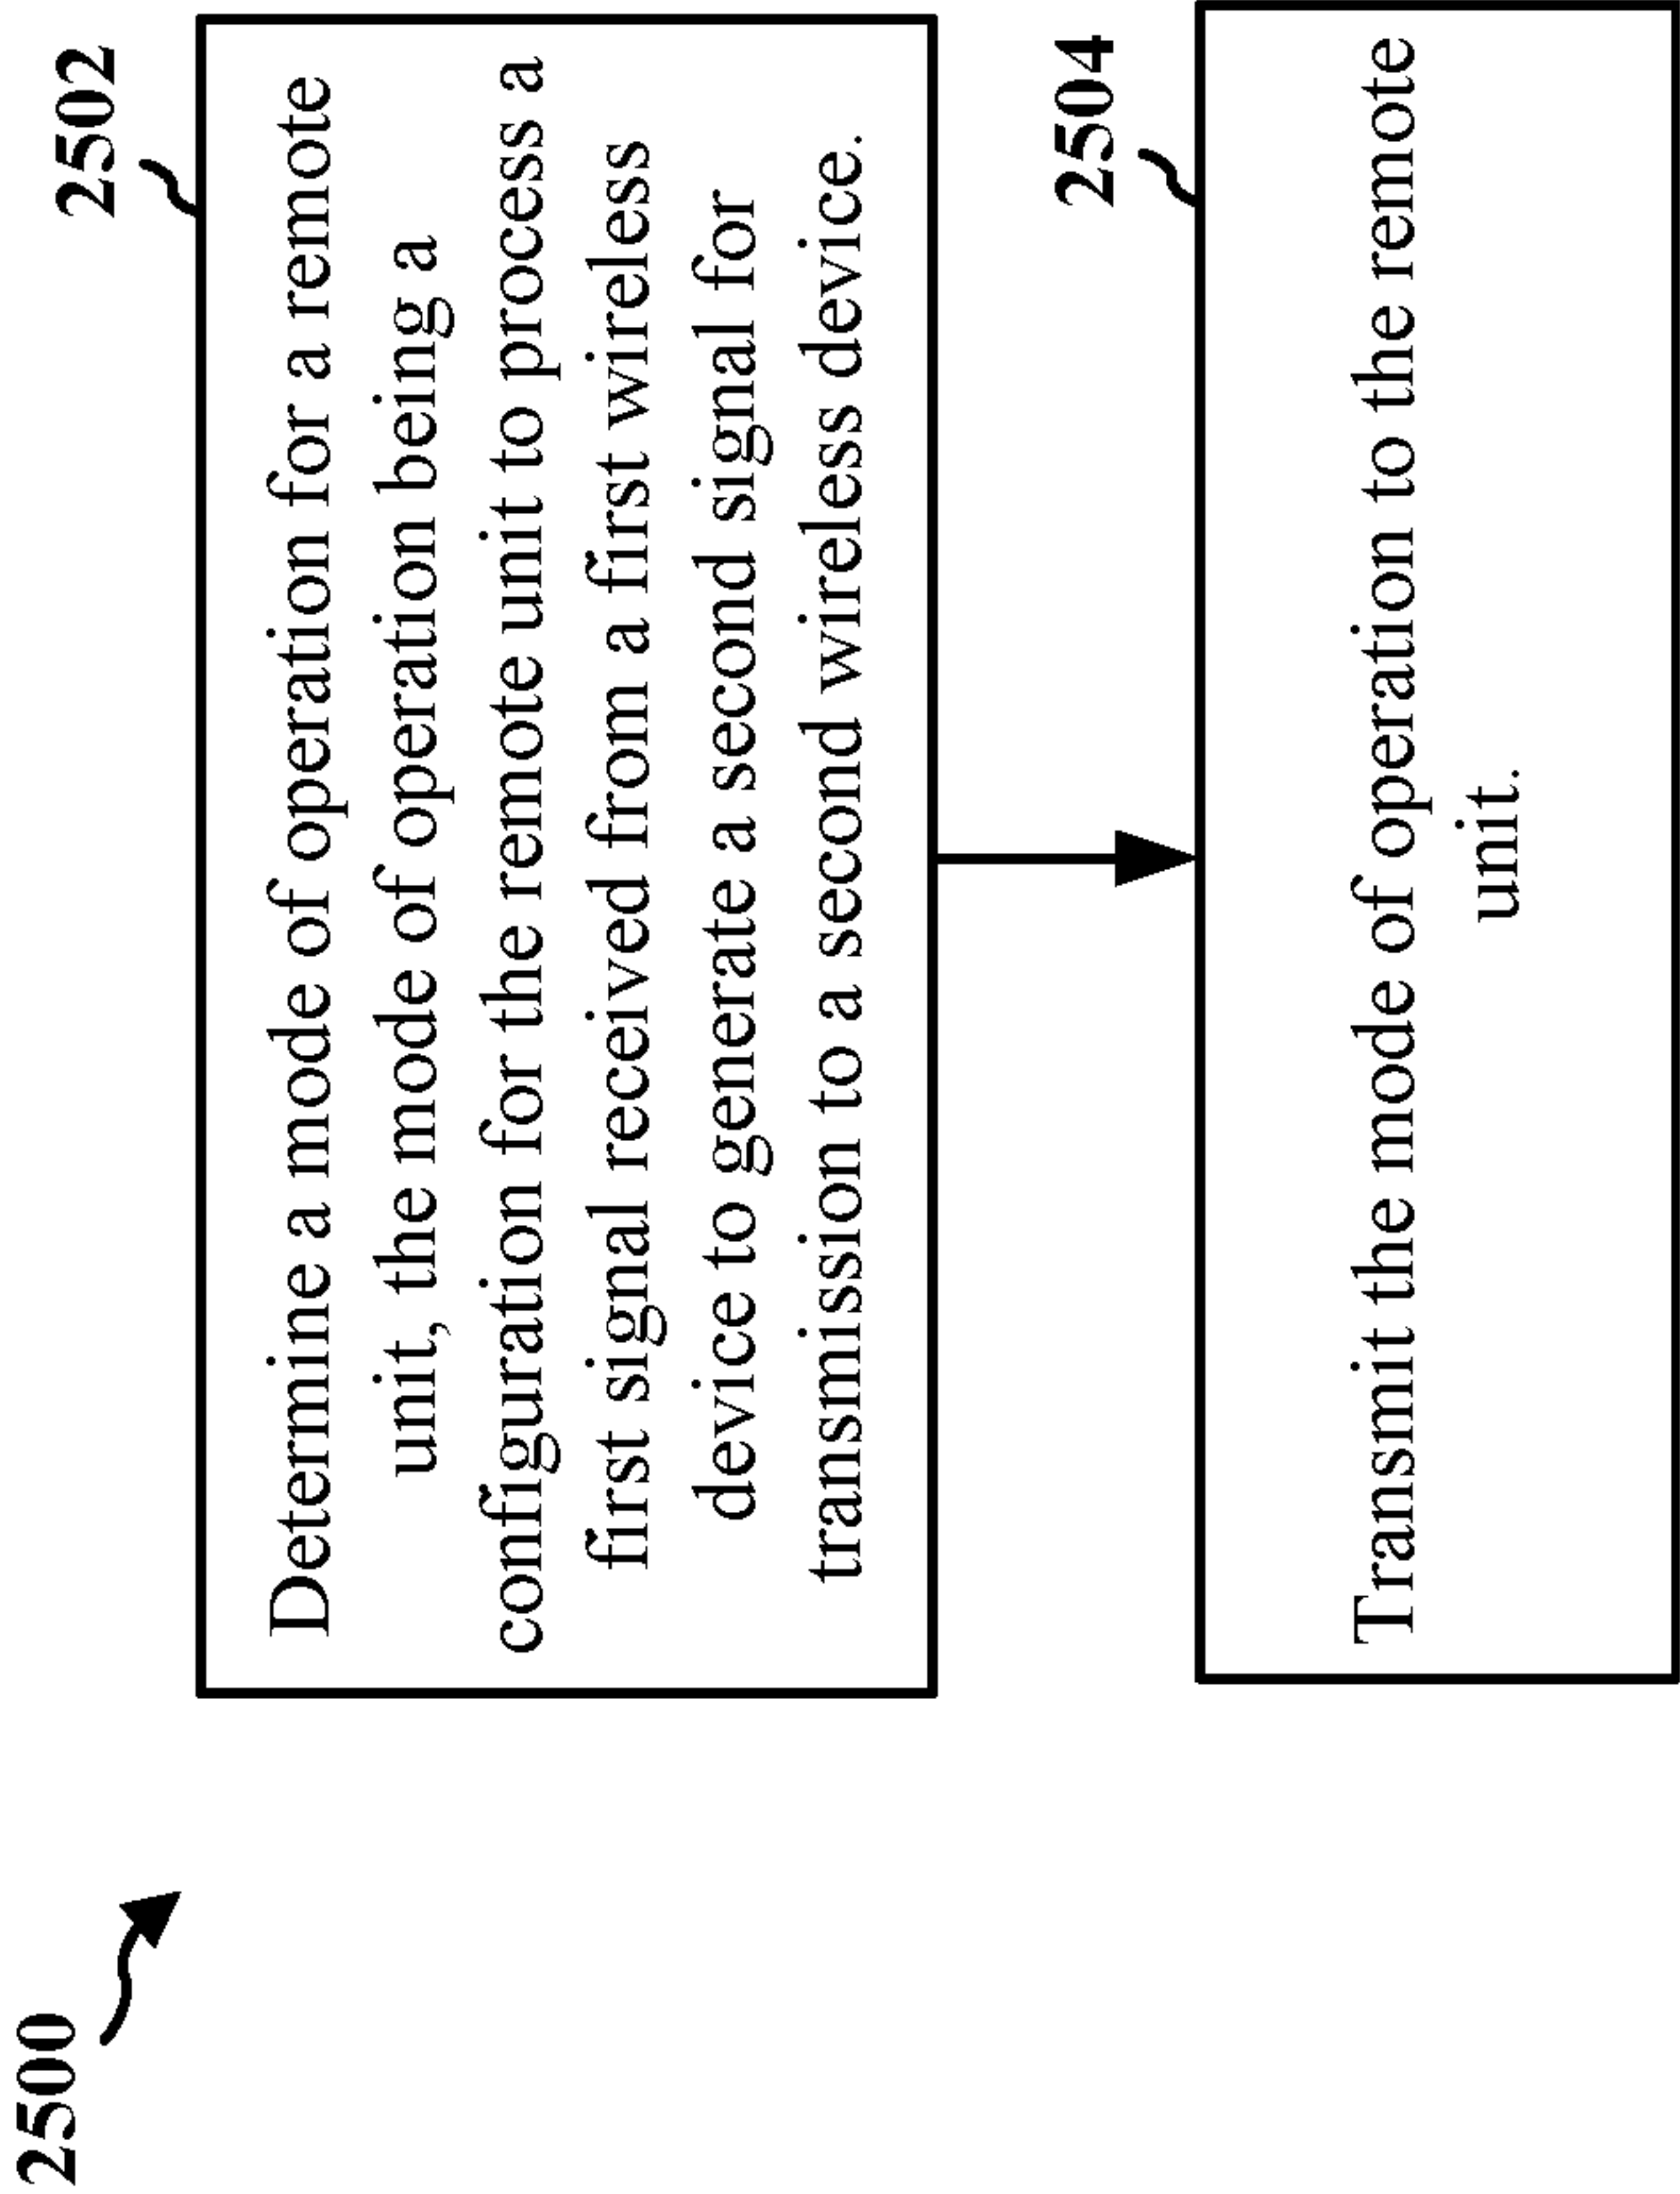 2500
2502
Determine a mode of operation for a remote
unit, the mode of operation being a
configuration for the remote unit to process a
first signal received from a first wireless
device to generate a second signal for
transmission to a second wireless device.
2504
Transmit the mode of operation to the remote
unit.